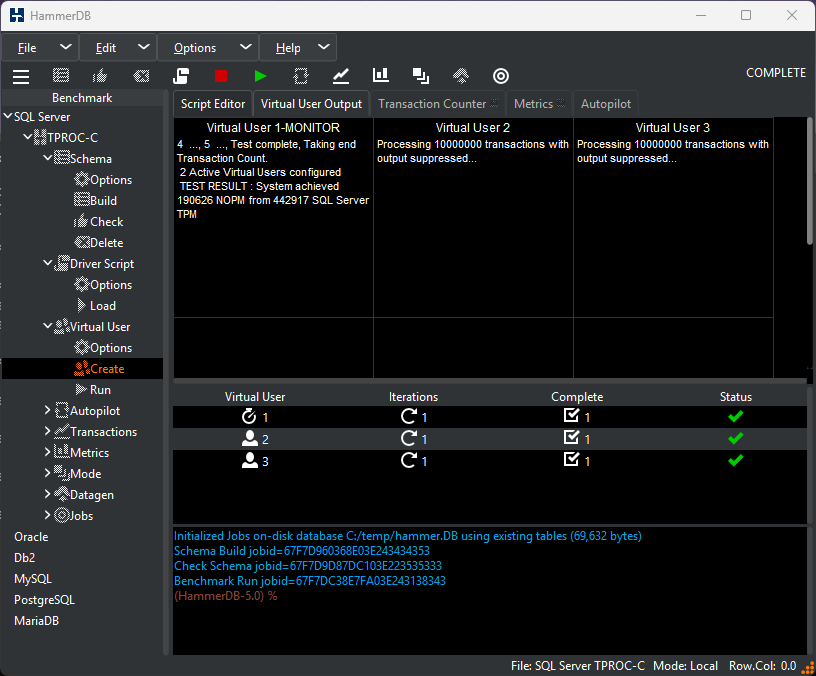 HammerDB
File Edit Options Help
COMPLETE
Benchmark
SQL Server
TPROC-C
Schema
Options
Build
Check
Delete
Driver Script
Options
Load
Virtual User
Options
Create
Run
Autopilot
Transactions
Metrics
Mode
Datagen
Jobs
Oracle
Db2
MySQL
PostgreSQL
MariaDB
Script Editor Virtual User Output Transaction Counter Metrics Autopilot
Virtual User 1-MONITOR
4 ..., 5 ..., Test complete, Taking end
Transaction Count.
2 Active Virtual Users configured
TEST RESULT : System achieved
190626 NOPM from 442917 SQL Server
TPM
Virtual User 2
Processing 10000000 transactions with
output suppressed...
Virtual User 3
Processing 10000000 transactions with
output suppressed...
Virtual User Iterations Complete Status
1 1 1
2 1 1
3 1 1
Initialized Jobs on-disk database C:/temp/hammer.DB using existing tables (69,632 bytes)
Schema Build jobid=67F7D960368E03E243434353
Check Schema jobid=67F7D9D87DC103E223535333
Benchmark Run jobid=67F7DC38E7FA03E243138343
(HammerDB-5.0) %
File: SQL Server TPROC-C Mode: Local Row.Col: 0.0